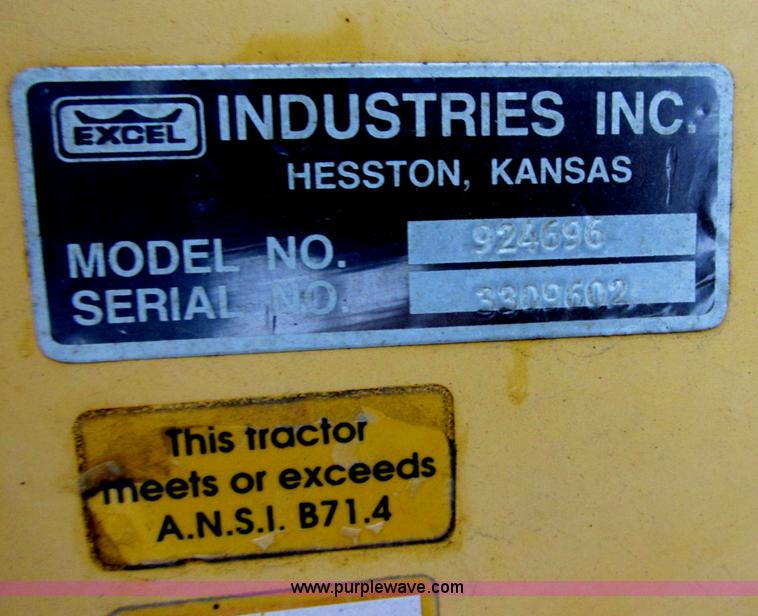 EXCEL INDUSTRIES INC.
HESSTON, KANSAS
MODEL NO. 924696
SERIAL NO. 3309602
This tractor
meets or exceeds
A.N.S.I. B71.4
www.purplewave.com